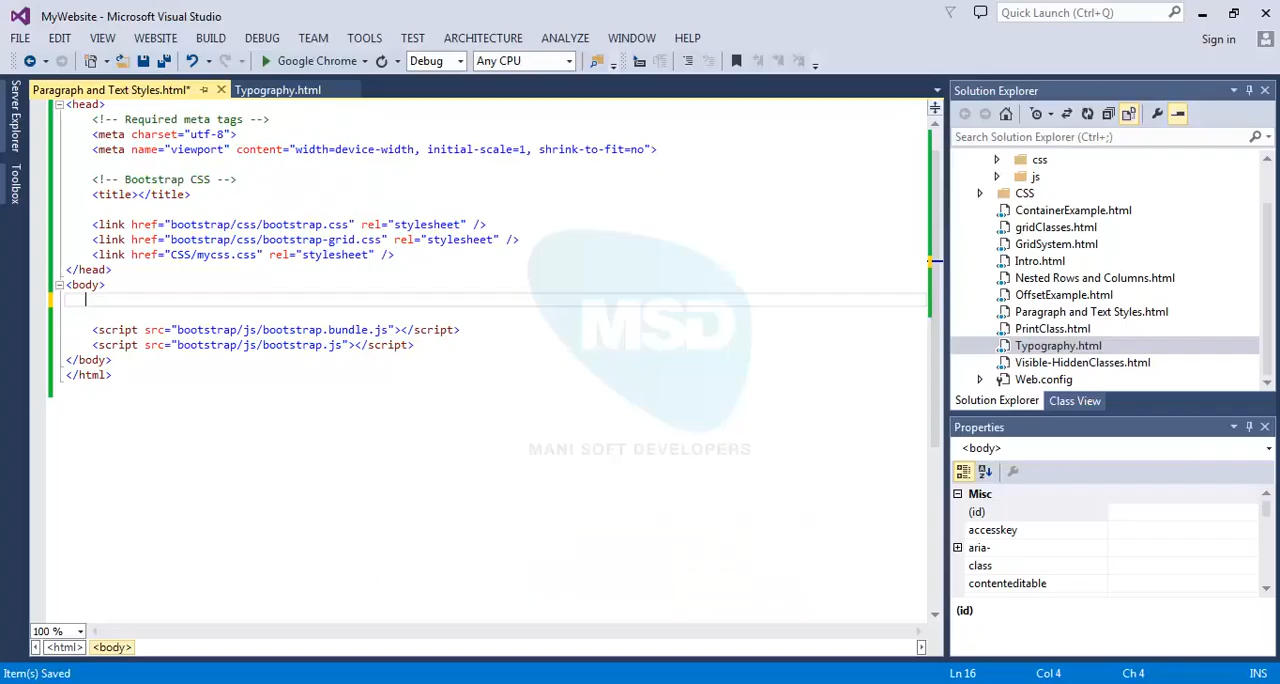 MyWebsite - Microsoft Visual Studio
Quick Launch (Ctrl+Q)
FILE EDIT VIEW WEBSITE BUILD DEBUG TEAM TOOLS TEST ARCHITECTURE ANALYZE WINDOW HELP
Sign in
Google Chrome Debug Any CPU
Server Explorer
Toolbox
Paragraph and Text Styles.html* Typography.html
<head>
<!-- Required meta tags -->
<meta charset="utf-8">
<meta name="viewport" content="width=device-width, initial-scale=1, shrink-to-fit=no">
<!-- Bootstrap CSS -->
<title></title>
<link href="bootstrap/css/bootstrap.css" rel="stylesheet" />
<link href="bootstrap/css/bootstrap-grid.css" rel="stylesheet" />
<link href="CSS/mycss.css" rel="stylesheet" />
</head>
<body>
<script src="bootstrap/js/bootstrap.bundle.js"></script>
<script src="bootstrap/js/bootstrap.js"></script>
</body>
</html>
MSD
MANI SOFT DEVELOPERS
100 %
<html> <body>
Solution Explorer
Search Solution Explorer (Ctrl+;)
css
js
CSS
ContainerExample.html
gridClasses.html
GridSystem.html
Intro.html
Nested Rows and Columns.html
OffsetExample.html
Paragraph and Text Styles.html
PrintClass.html
Typography.html
Visible-HiddenClasses.html
Web.config
Solution Explorer Class View
Properties
<body>
Misc
(id)
accesskey
aria-
class
contenteditable
(id)
Item(s) Saved Ln 16 Col 4 Ch 4 INS